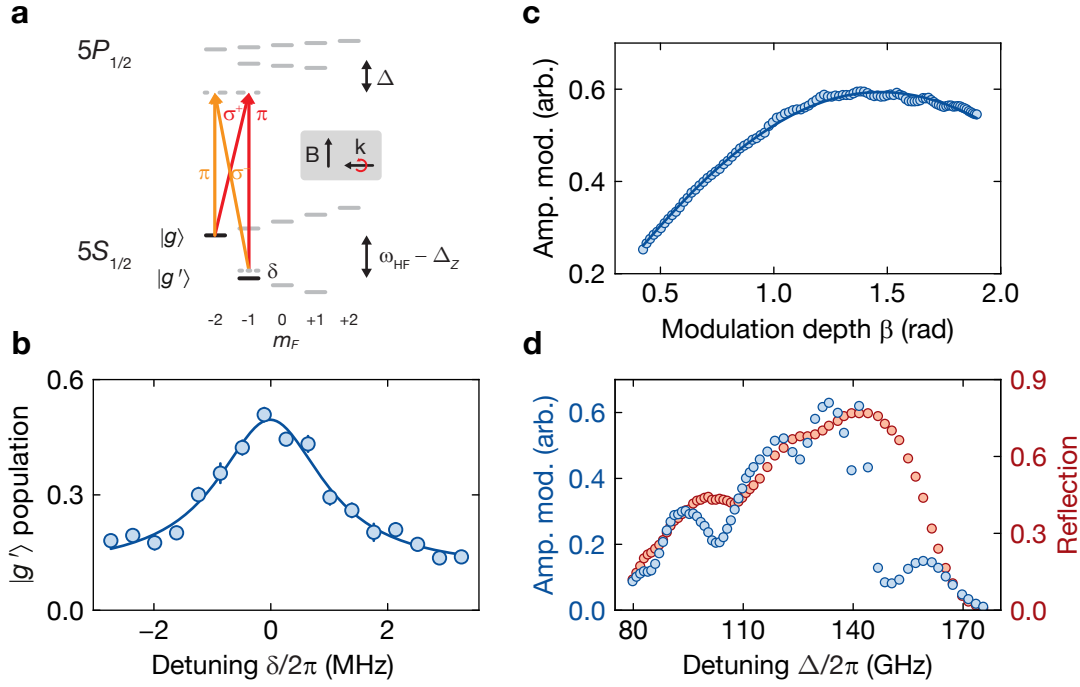 a
5P1/2
Δ
σ+
π
B
k
π
σ-
|g⟩
5S1/2
ωHF − ΔZ
|g'⟩
δ
-2
-1
0
+1
+2
mF
b
0.6
0.3
0.0
|g'⟩ population
−2
0
2
Detuning δ/2π (MHz)
c
0.6
0.4
0.2
Amp. mod. (arb.)
0.5
1.0
1.5
2.0
Modulation depth β (rad)
d
0.6
0.4
0.2
0.0
Amp. mod. (arb.)
0.9
0.6
0.3
0.0
Reflection
80
110
140
170
Detuning Δ/2π (GHz)